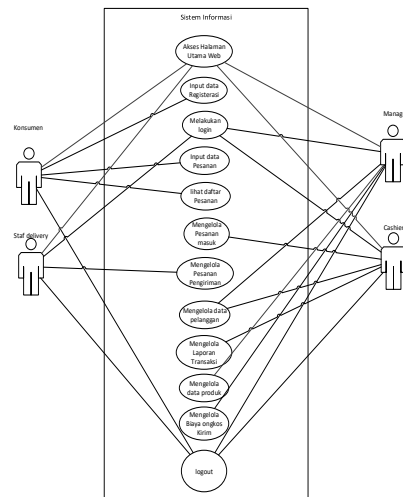 Sistem Informasi
Akses Halaman
Utama Web
Input data
Registerasi
Konsumen
Melakukan
login
Manag
Input data
Pesanan
lihat daftar
Pesanan
Staf delivery
Mengelola
Pesanan
masuk
Cashier
Mengelola
Pesanan
Pengiriman
Mengelola data
pelanggan
Mengelola
Laporan
Transaksi
Mengelola
data produk
Mengelola
Biaya ongkos
Kirim
logout